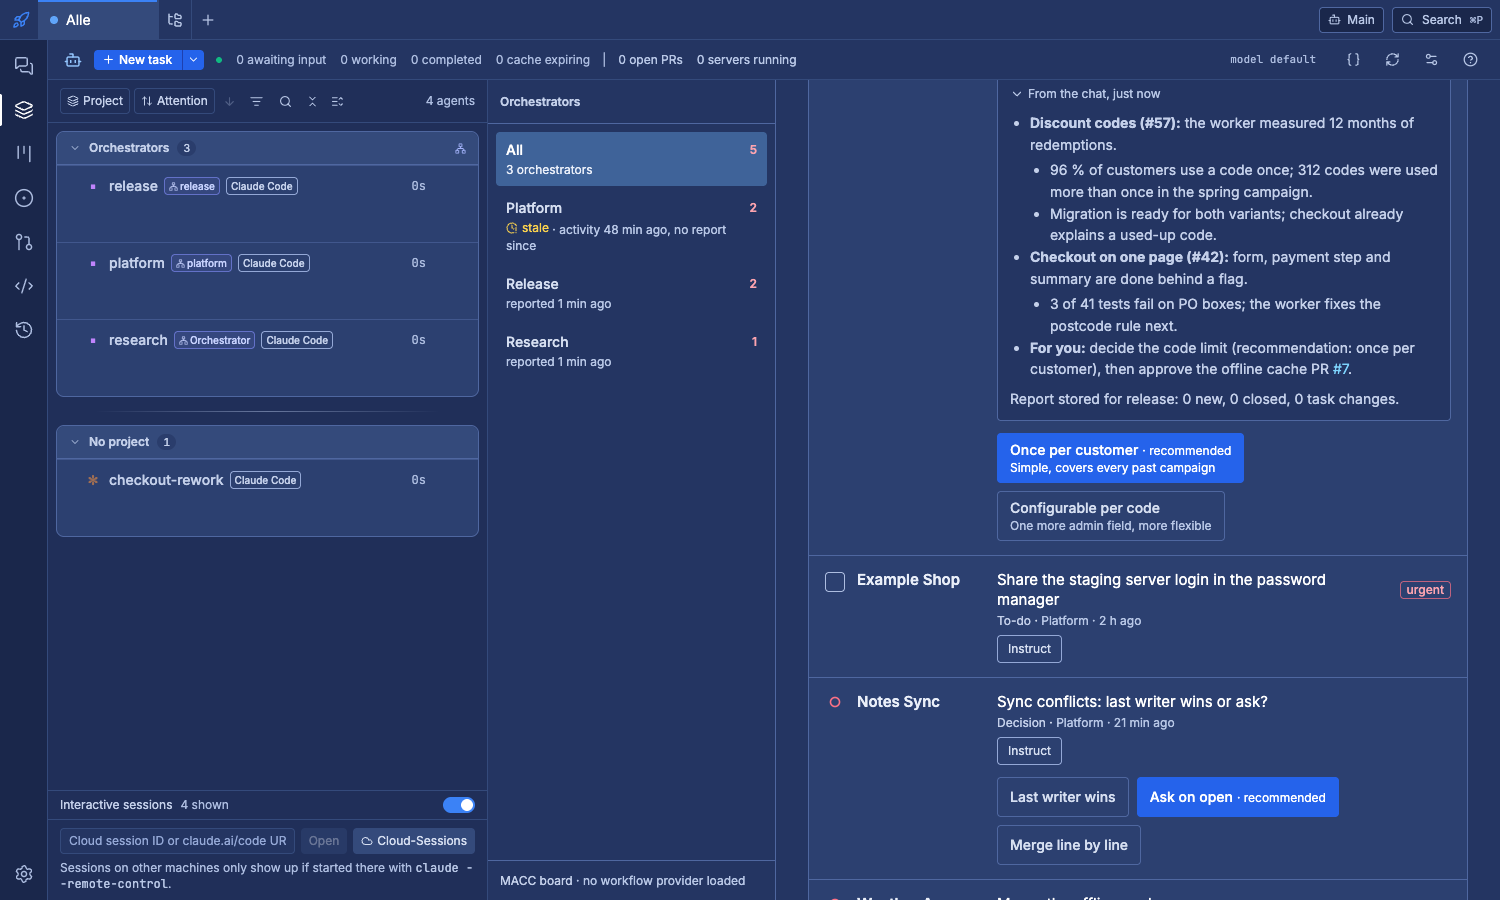 Alle
Main
Search ⌘P
+ New task
0 awaiting input
0 working
0 completed
0 cache expiring
0 open PRs
0 servers running
model default
Project
Attention
4 agents
Orchestrators 3
release
release
Claude Code
0s
platform
platform
Claude Code
0s
research
Orchestrator
Claude Code
0s
No project 1
checkout-rework
Claude Code
0s
Interactive sessions 4 shown
Cloud session ID or claude.ai/code UR
Open
Cloud-Sessions
Sessions on other machines only show up if started there with claude -
-remote-control.
Orchestrators
All 5
3 orchestrators
Platform 2
stale · activity 48 min ago, no report
since
Release 2
reported 1 min ago
Research 1
reported 1 min ago
MACC board · no workflow provider loaded
From the chat, just now
• Discount codes (#57): the worker measured 12 months of
redemptions.
• 96 % of customers use a code once; 312 codes were used
more than once in the spring campaign.
• Migration is ready for both variants; checkout already
explains a used-up code.
• Checkout on one page (#42): form, payment step and
summary are done behind a flag.
• 3 of 41 tests fail on PO boxes; the worker fixes the
postcode rule next.
• For you: decide the code limit (recommendation: once per
customer), then approve the offline cache PR #7.
Report stored for release: 0 new, 0 closed, 0 task changes.
Once per customer · recommended
Simple, covers every past campaign
Configurable per code
One more admin field, more flexible
Example Shop
Share the staging server login in the password
manager
urgent
To-do · Platform · 2 h ago
Instruct
Notes Sync
Sync conflicts: last writer wins or ask?
Decision · Platform · 21 min ago
Instruct
Last writer wins
Ask on open · recommended
Merge line by line